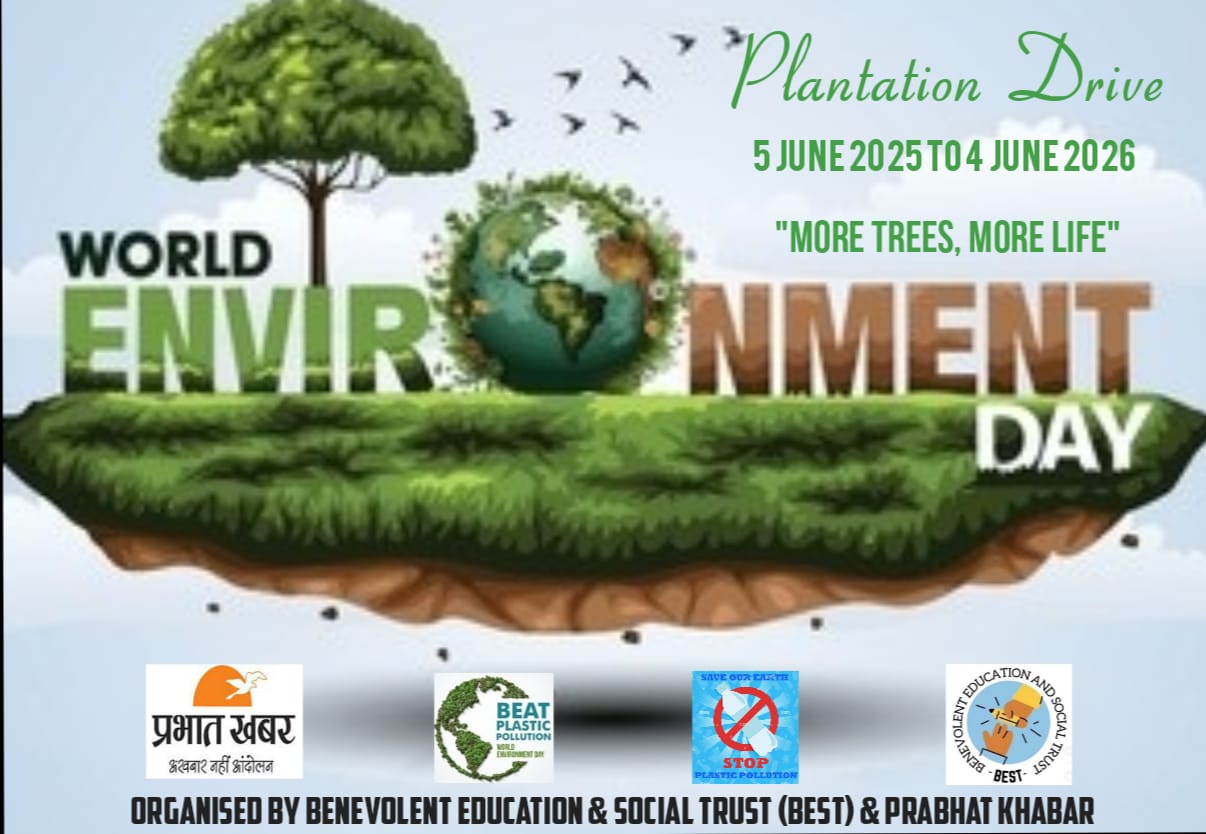 Plantation Drive
5 JUNE 2025 TO 4 JUNE 2026
"MORE TREES, MORE LIFE"
WORLD
ENVIRONMENT
DAY
प्रभात खबर
अखबार नहीं आंदोलन
BEAT
PLASTIC
POLLUTION
WORLD
ENVIRONMENT DAY
SAVE OUR EARTH
STOP
PLASTIC POLLUTION
BENEVOLENT EDUCATION AND SOCIAL TRUST
- BEST -
ORGANISED BY BENEVOLENT EDUCATION & SOCIAL TRUST (BEST) & PRABHAT KHABAR